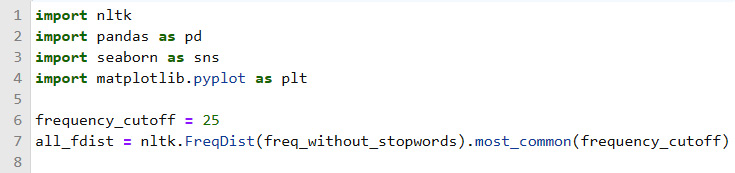 1 import nltk
2 import pandas as pd
3 import seaborn as sns
4 import matplotlib.pyplot as plt
5
6 frequency_cutoff = 25
7 all_fdist = nltk.FreqDist(freq_without_stopwords).most_common(frequency_cutoff)
8